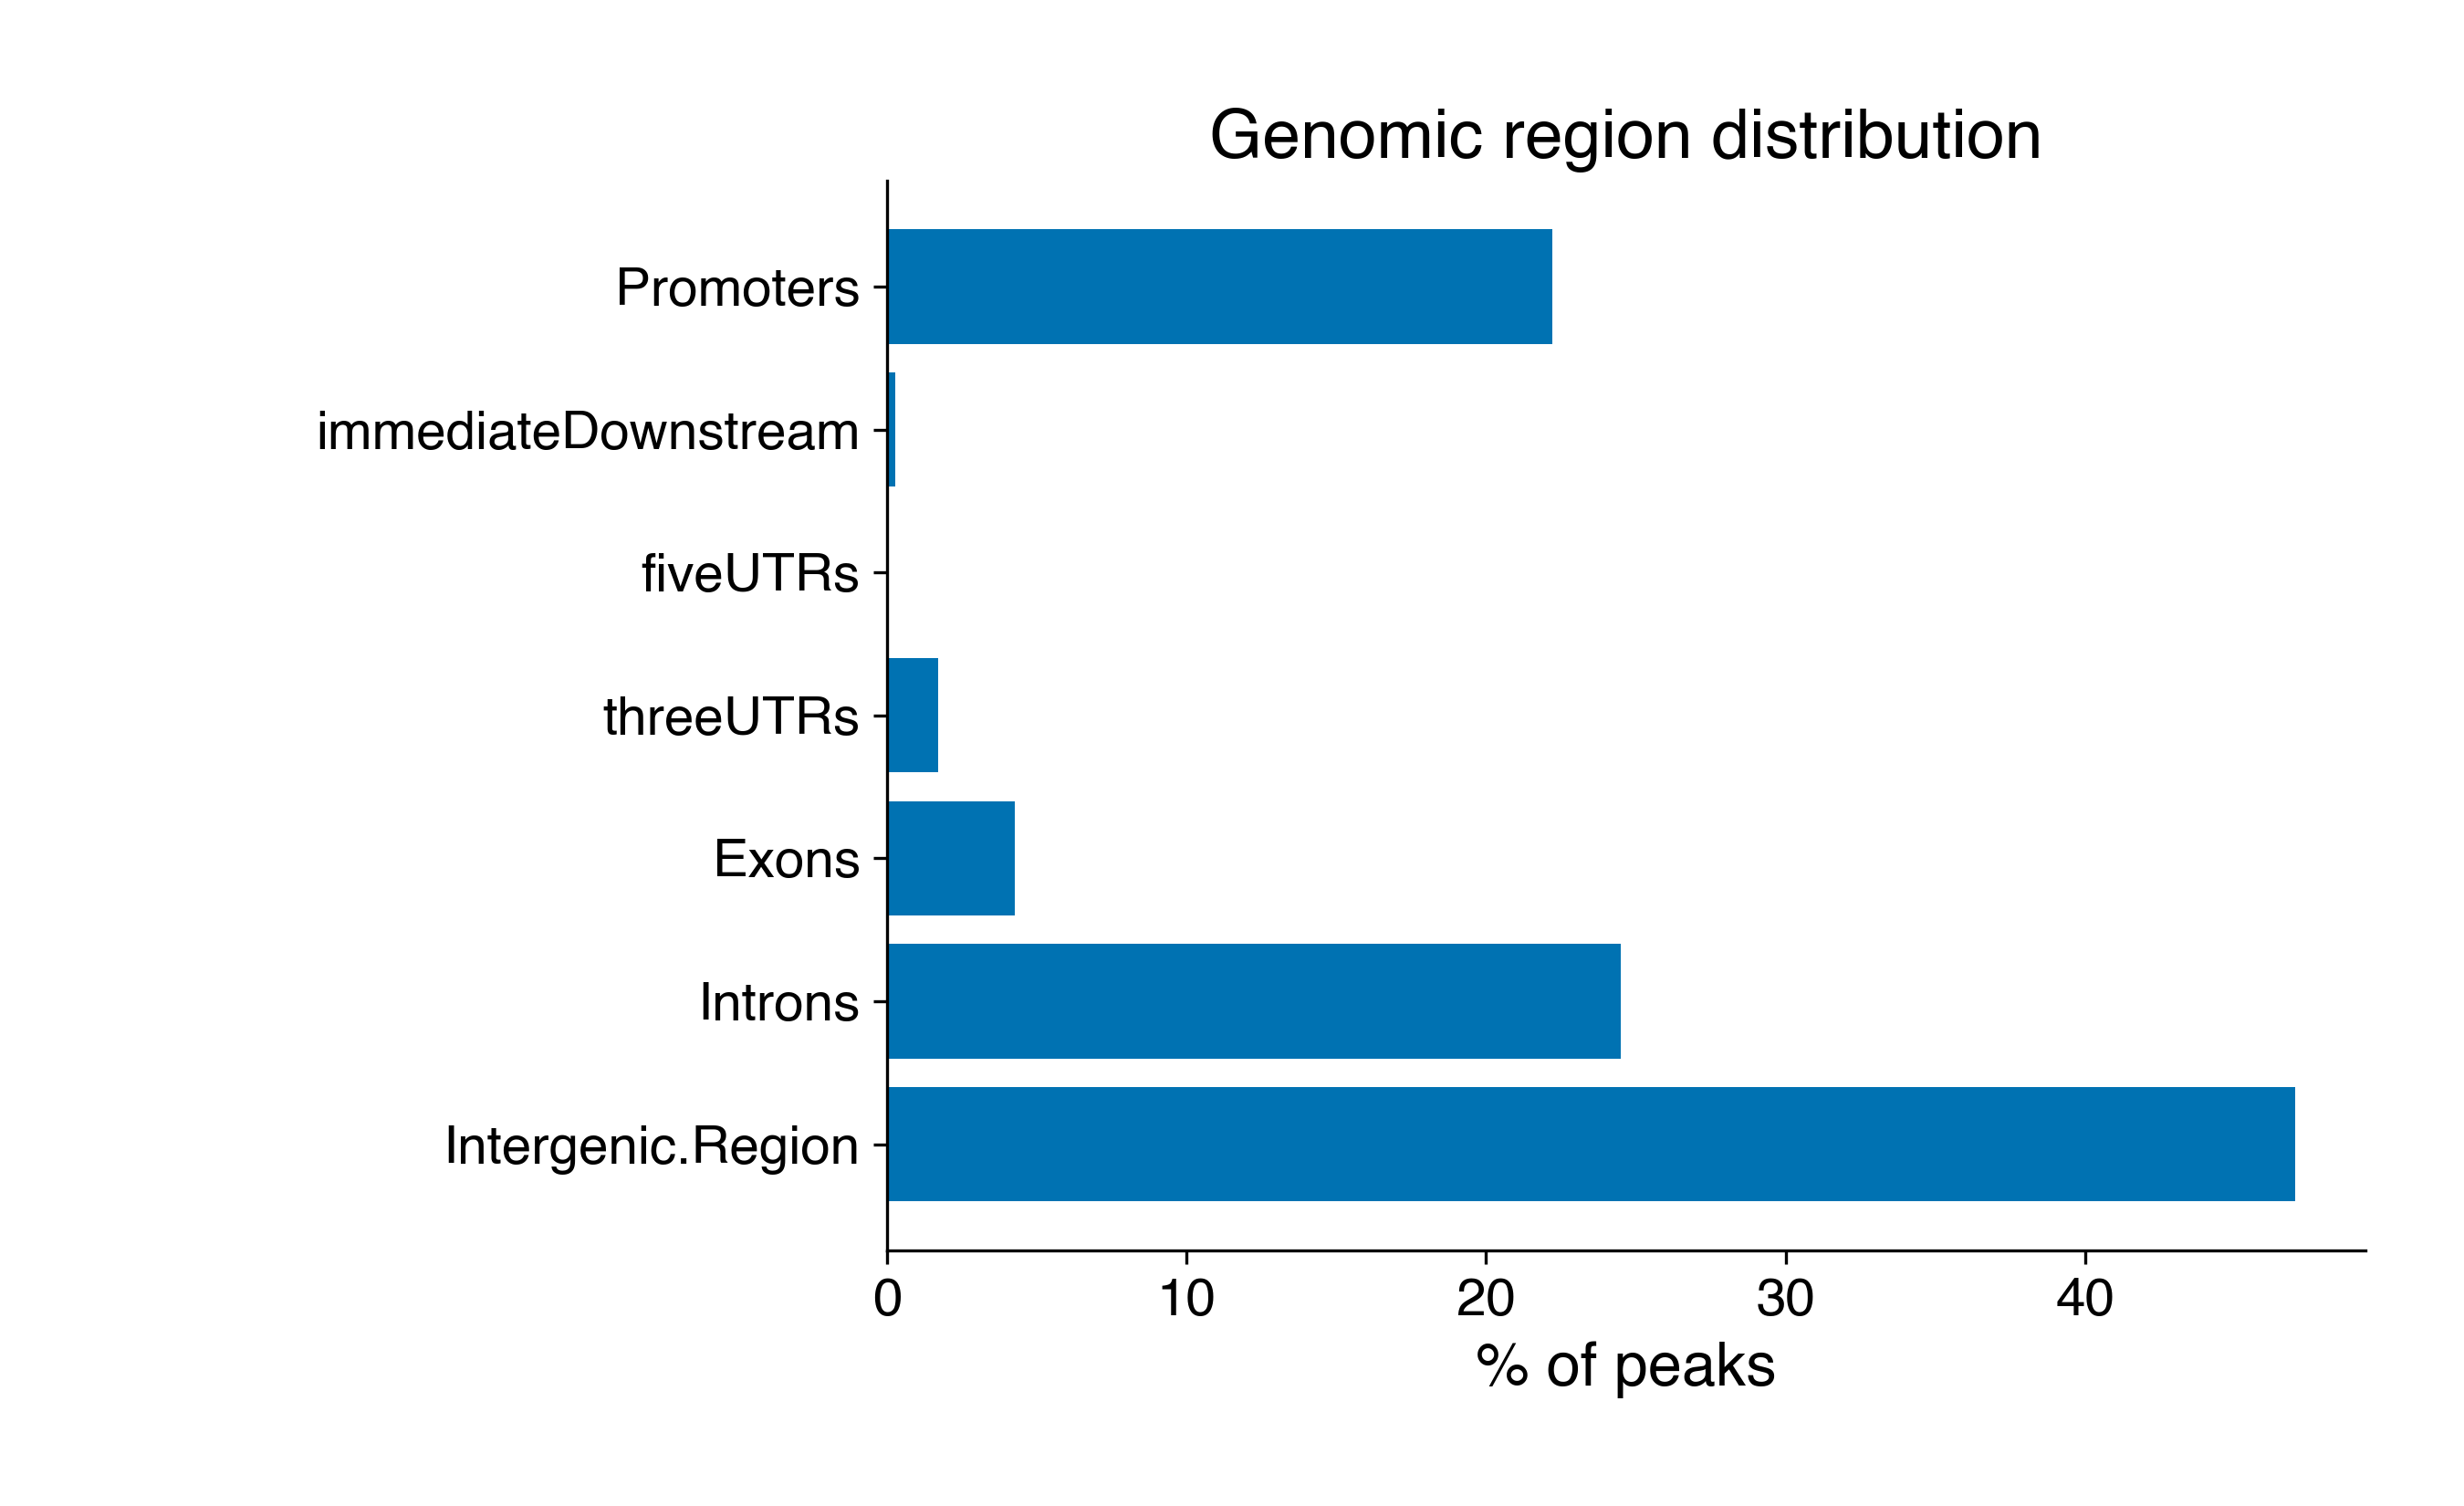 Genomic region distribution
Promoters
immediateDownstream
fiveUTRs
threeUTRs
Exons
Introns
Intergenic.Region
0 10 20 30 40
% of peaks